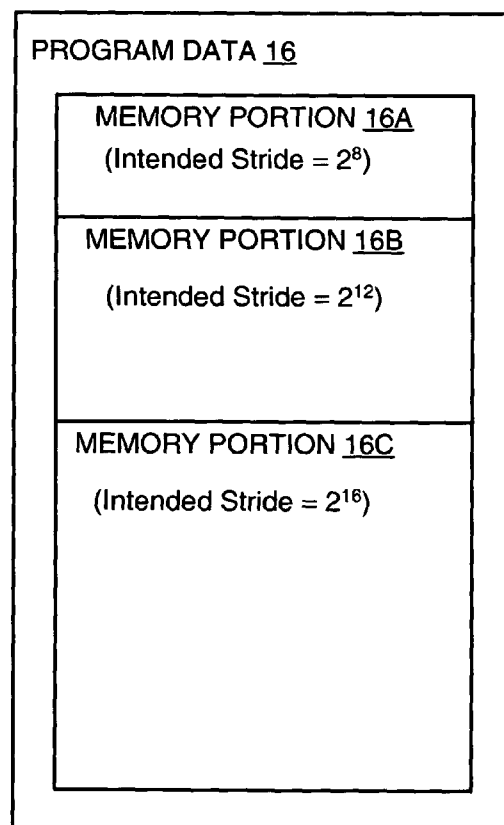 PROGRAM DATA 16
MEMORY PORTION 16A
(Intended Stride = 2⁸)
MEMORY PORTION 16B
(Intended Stride = 2¹²)
MEMORY PORTION 16C
(Intended Stride = 2¹⁶)